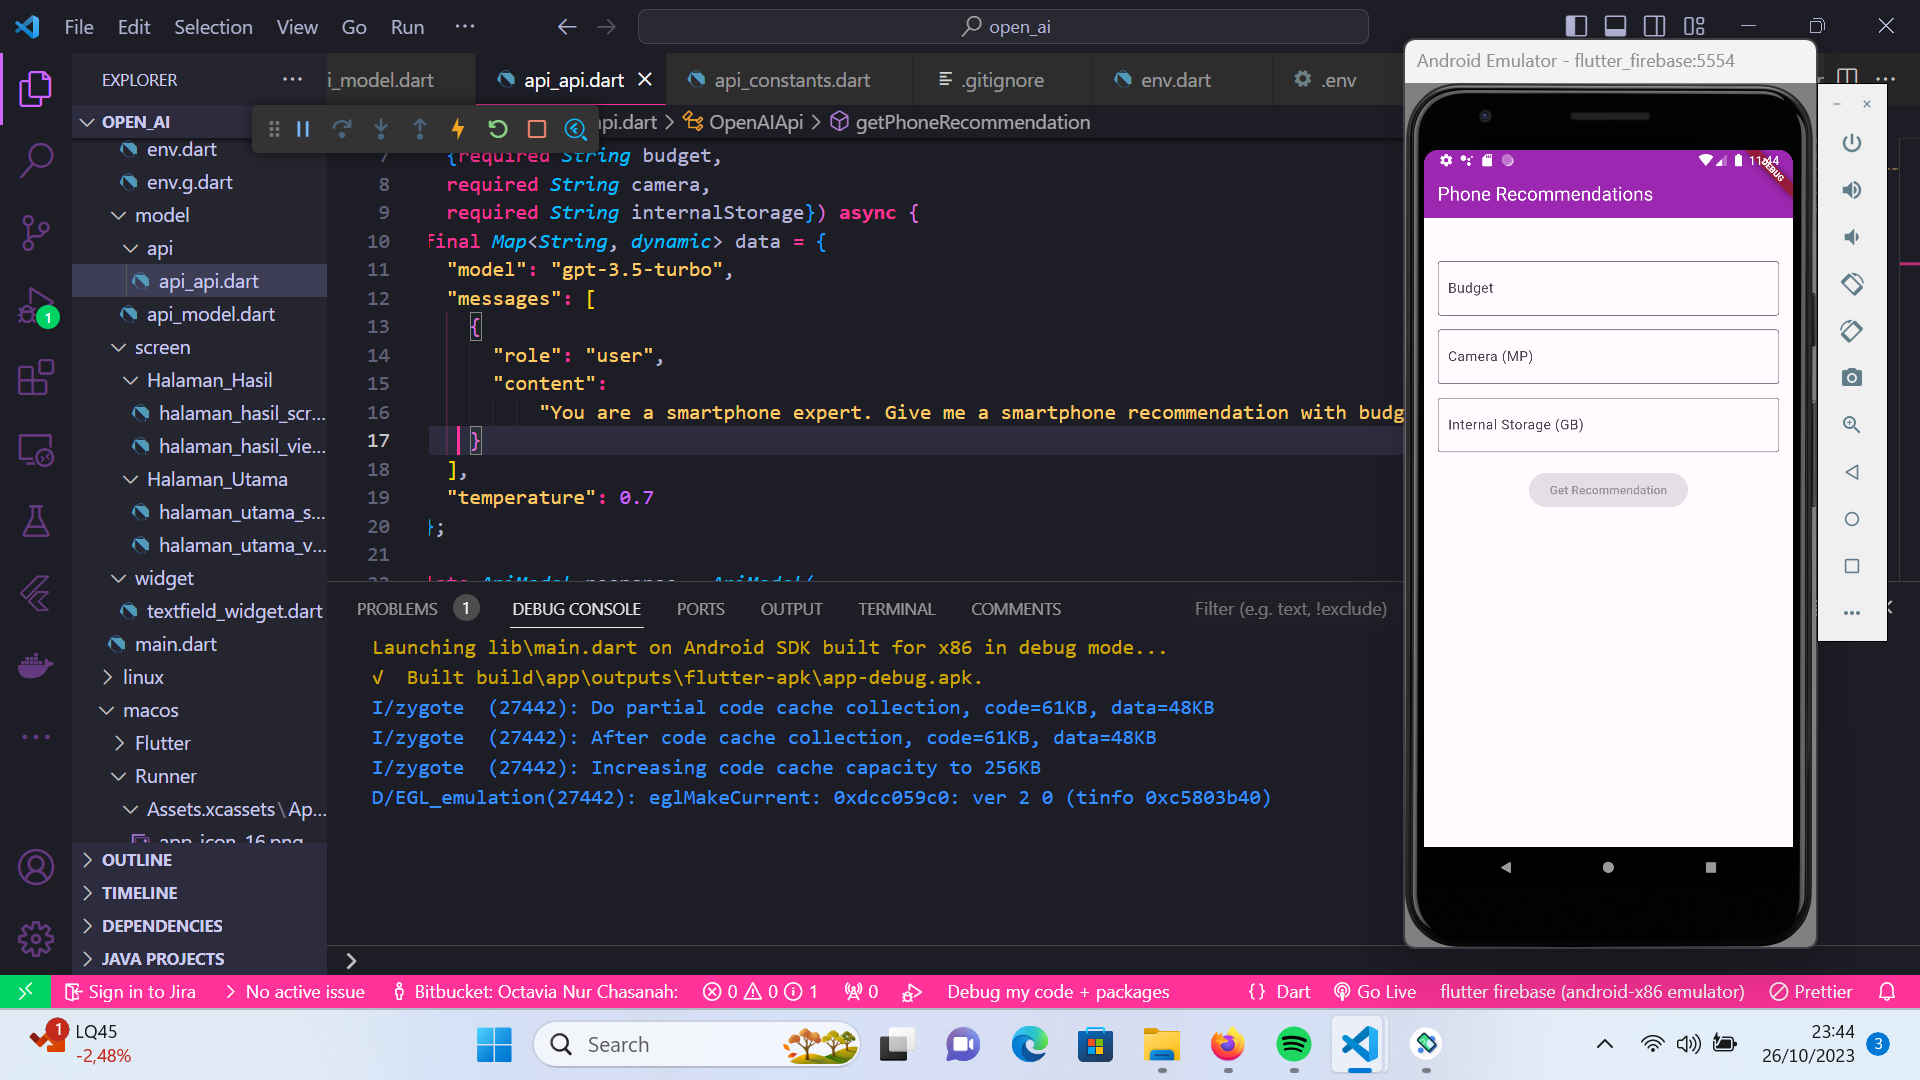 File Edit Selection View Go Run ···
open_ai
EXPLORER
i_model.dart
api_api.dart
api_constants.dart
.gitignore
env.dart
.env
OPEN_AI
env.dart
env.g.dart
model
api
api_api.dart
api_model.dart
screen
Halaman_Hasil
halaman_hasil_scr...
halaman_hasil_vie...
Halaman_Utama
halaman_utama_s...
halaman_utama_v...
widget
textfield_widget.dart
main.dart
linux
macos
Flutter
Runner
Assets.xcassets\Ap...
app_icon_16.png
OUTLINE
TIMELINE
DEPENDENCIES
JAVA PROJECTS
1
pi.dart > OpenAIApi > getPhoneRecommendation
7 {required String budget,
8 required String camera,
9 required String internalStorage}) async {
10 final Map<String, dynamic> data = {
11 "model": "gpt-3.5-turbo",
12 "messages": [
13 {
14 "role": "user",
15 "content":
16 "You are a smartphone expert. Give me a smartphone recommendation with budg
17 }
18 ],
19 "temperature": 0.7
20 };
21
PROBLEMS 1 DEBUG CONSOLE PORTS OUTPUT TERMINAL COMMENTS
Filter (e.g. text, !exclude)
Launching lib\main.dart on Android SDK built for x86 in debug mode...
√ Built build\app\outputs\flutter-apk\app-debug.apk.
I/zygote (27442): Do partial code cache collection, code=61KB, data=48KB
I/zygote (27442): After code cache collection, code=61KB, data=48KB
I/zygote (27442): Increasing code cache capacity to 256KB
D/EGL_emulation(27442): eglMakeCurrent: 0xdcc059c0: ver 2 0 (tinfo 0xc5803b40)
Android Emulator - flutter_firebase:5554
11:44
DEBUG
Phone Recommendations
Budget
Camera (MP)
Internal Storage (GB)
Get Recommendation
Sign in to Jira
No active issue
Bitbucket: Octavia Nur Chasanah:
0 0 1
0
Debug my code + packages
{} Dart
Go Live
flutter firebase (android-x86 emulator)
Prettier
1
LQ45
-2,48%
Search
23:44
26/10/2023
3